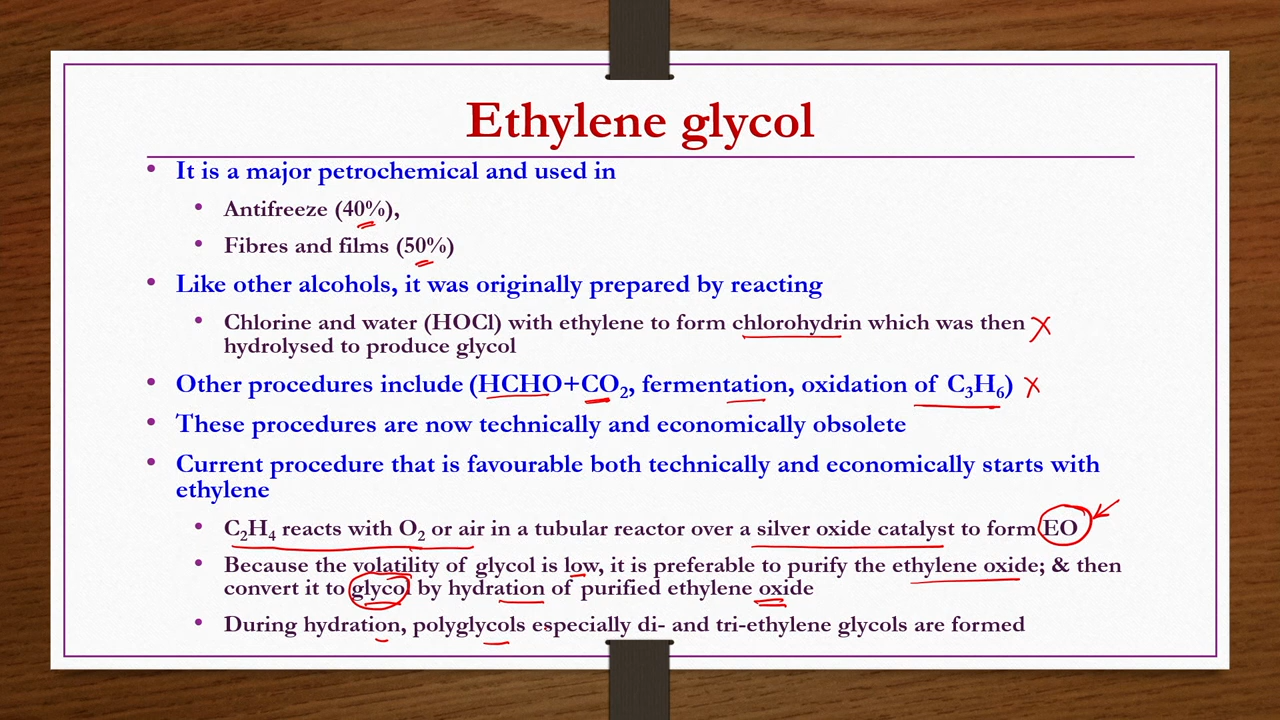 Ethylene glycol
• It is a major petrochemical and used in
• Antifreeze (40%),
• Fibres and films (50%)
• Like other alcohols, it was originally prepared by reacting
• Chlorine and water (HOCl) with ethylene to form chlorohydrin which was then
hydrolysed to produce glycol
• Other procedures include (HCHO+CO₂, fermentation, oxidation of C₃H₆)
• These procedures are now technically and economically obsolete
• Current procedure that is favourable both technically and economically starts with
ethylene
• C₂H₄ reacts with O₂ or air in a tubular reactor over a silver oxide catalyst to form EO
• Because the volatility of glycol is low, it is preferable to purify the ethylene oxide; & then
convert it to glycol by hydration of purified ethylene oxide
• During hydration, polyglycols especially di- and tri-ethylene glycols are formed